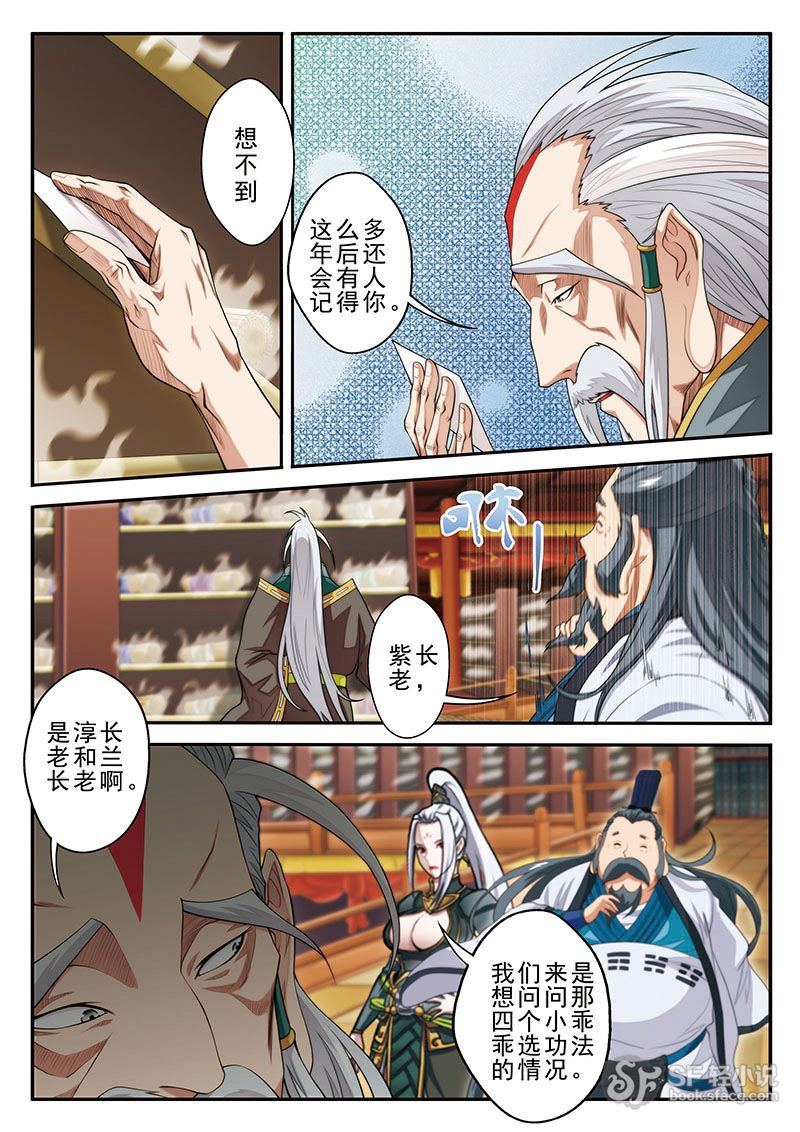 想
不
到
这么多
年后还
会有人
记得你。
咻
紫长
老，
是淳长
老和兰
长老啊。
我们来是
想问问那
四个小乖
乖选功法
的情况。
SF轻小说
book.sfacg.com